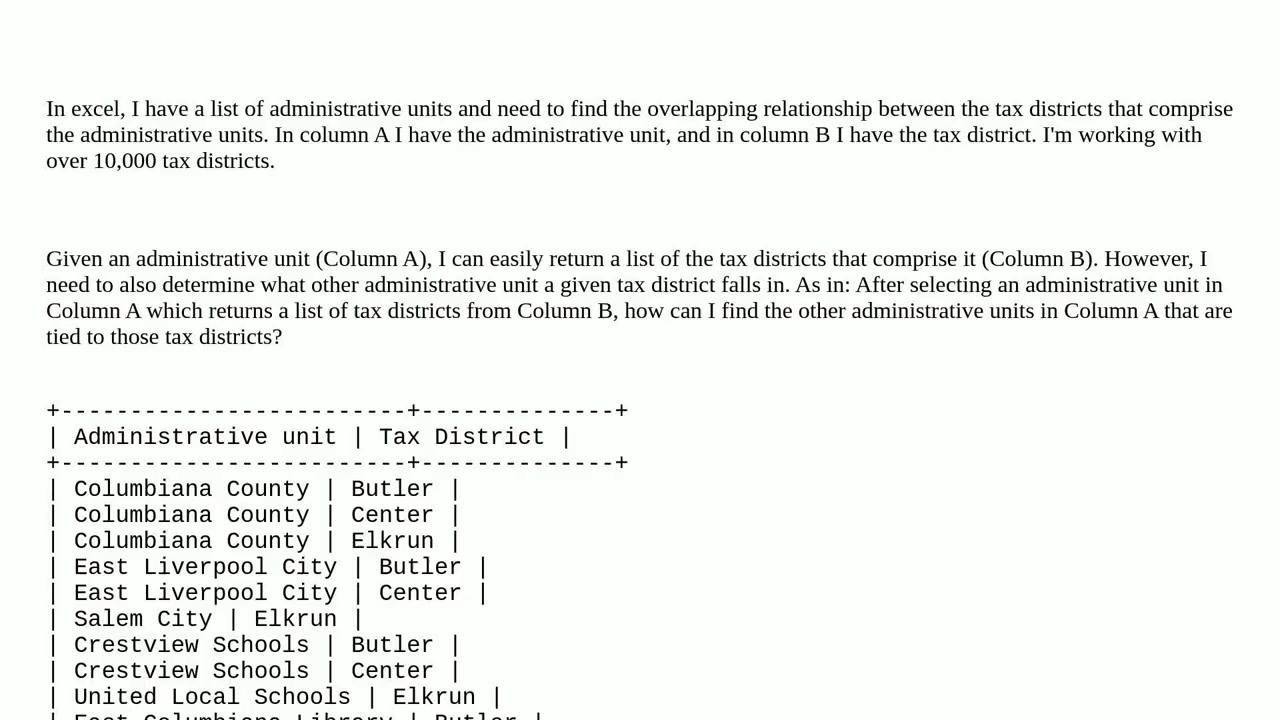 In excel, I have a list of administrative units and need to find the overlapping relationship between the tax districts that comprise
the administrative units. In column A I have the administrative unit, and in column B I have the tax district. I'm working with
over 10,000 tax districts.
Given an administrative unit (Column A), I can easily return a list of the tax districts that comprise it (Column B). However, I
need to also determine what other administrative unit a given tax district falls in. As in: After selecting an administrative unit in
Column A which returns a list of tax districts from Column B, how can I find the other administrative units in Column A that are
tied to those tax districts?
+-------------------------+--------------+
| Administrative unit | Tax District |
+-------------------------+--------------+
| Columbiana County | Butler |
| Columbiana County | Center |
| Columbiana County | Elkrun |
| East Liverpool City | Butler |
| East Liverpool City | Center |
| Salem City | Elkrun |
| Crestview Schools | Butler |
| Crestview Schools | Center |
| United Local Schools | Elkrun |
| East Columbiana Library | Butler |